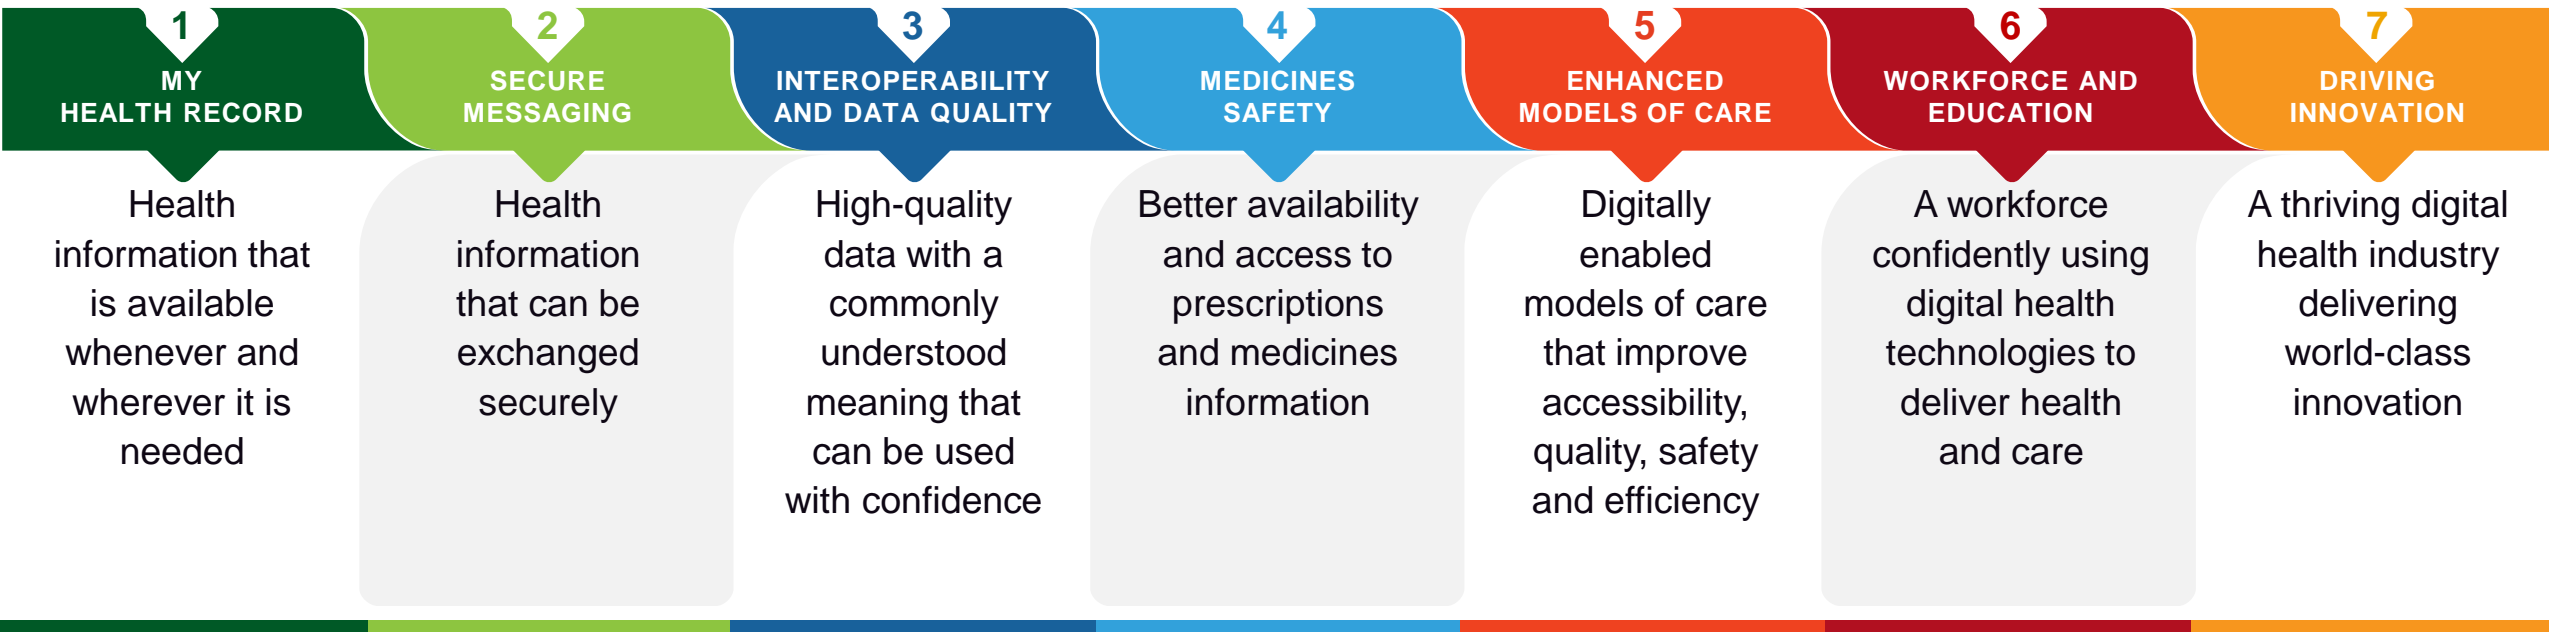 1
MY
HEALTH RECORD
Health
information that
is available
whenever and
wherever it is
needed
2
SECURE
MESSAGING
Health
information
that can be
exchanged
securely
3
INTEROPERABILITY
AND DATA QUALITY
High-quality
data with a
commonly
understood
meaning that
can be used
with confidence
4
MEDICINES
SAFETY
Better availability
and access to
prescriptions
and medicines
information
5
ENHANCED
MODELS OF CARE
Digitally
enabled
models of care
that improve
accessibility,
quality, safety
and efficiency
6
WORKFORCE AND
EDUCATION
A workforce
confidently using
digital health
technologies to
deliver health
and care
7
DRIVING
INNOVATION
A thriving digital
health industry
delivering
world-class
innovation